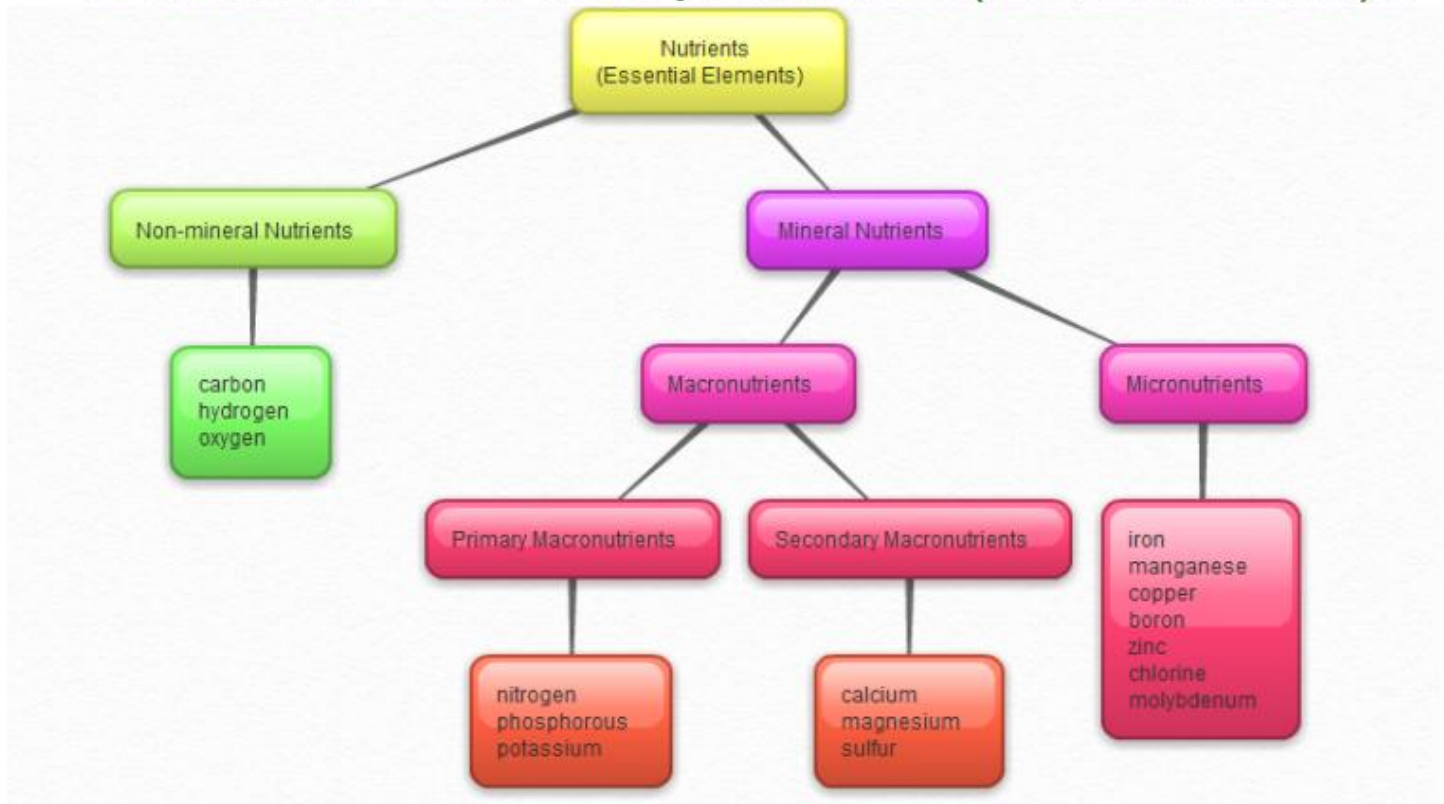 Nutrients
(Essential Elements)
Non-mineral Nutrients
Mineral Nutrients
carbon
hydrogen
oxygen
Macronutrients
Micronutrients
Primary Macronutrients
Secondary Macronutrients
iron
manganese
copper
boron
zinc
chlorine
molybdenum
nitrogen
phosphorous
potassium
calcium
magnesium
sulfur